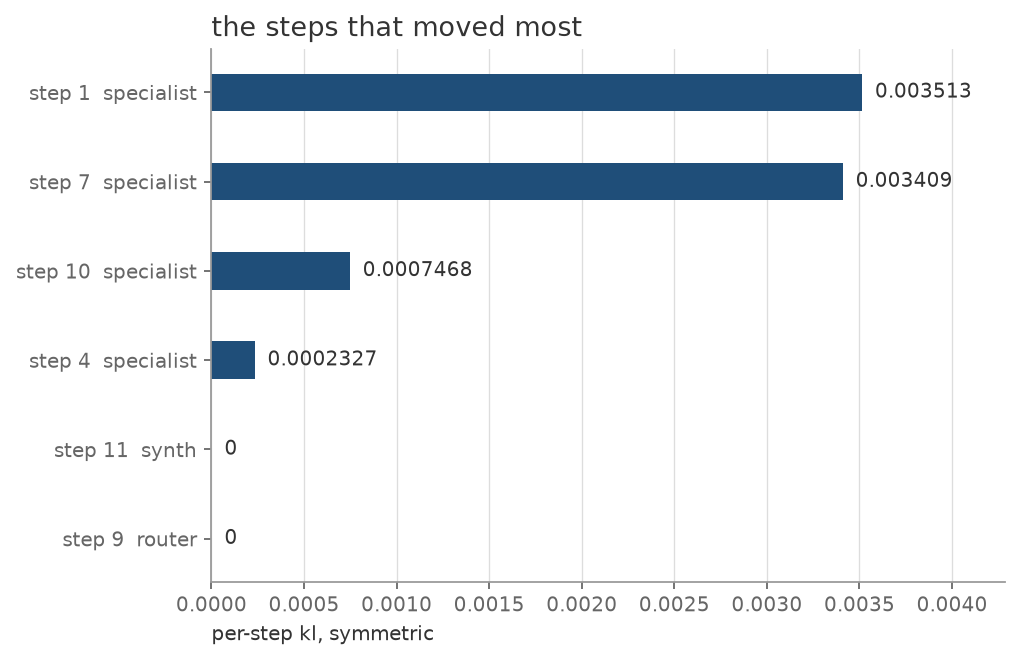 the steps that moved most
step 1  specialist 0.003513
step 7  specialist 0.003409
step 10  specialist 0.0007468
step 4  specialist 0.0002327
step 11  synth 0
step 9  router 0
0.0000 0.0005 0.0010 0.0015 0.0020 0.0025 0.0030 0.0035 0.0040
per-step kl, symmetric